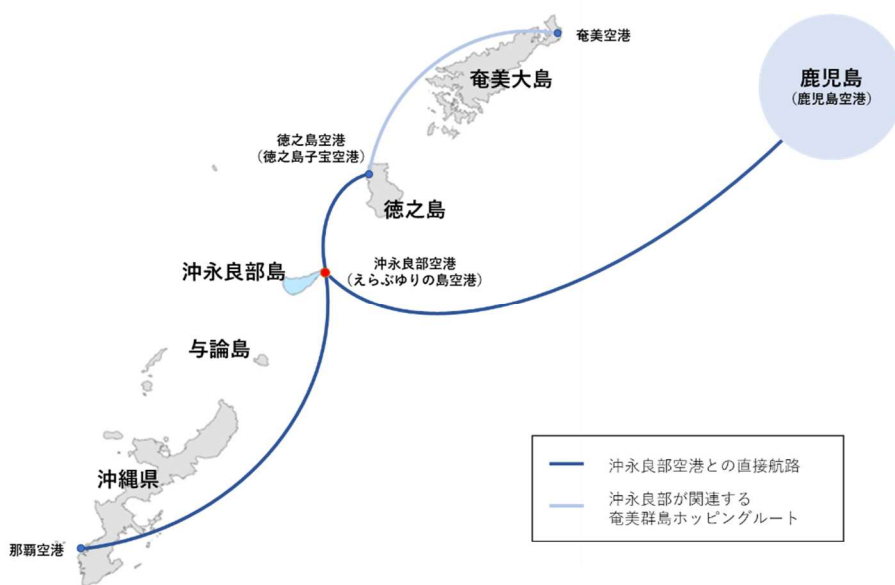 奄美空港
奄美大島
鹿児島
(鹿児島空港)
徳之島空港
(徳之島子宝空港)
徳之島
沖永良部島
沖永良部空港
(えらぶゆりの島空港)
与論島
沖縄県
那覇空港
沖永良部空港との直接航路
沖永良部が関連する
奄美群島ホッピングルート